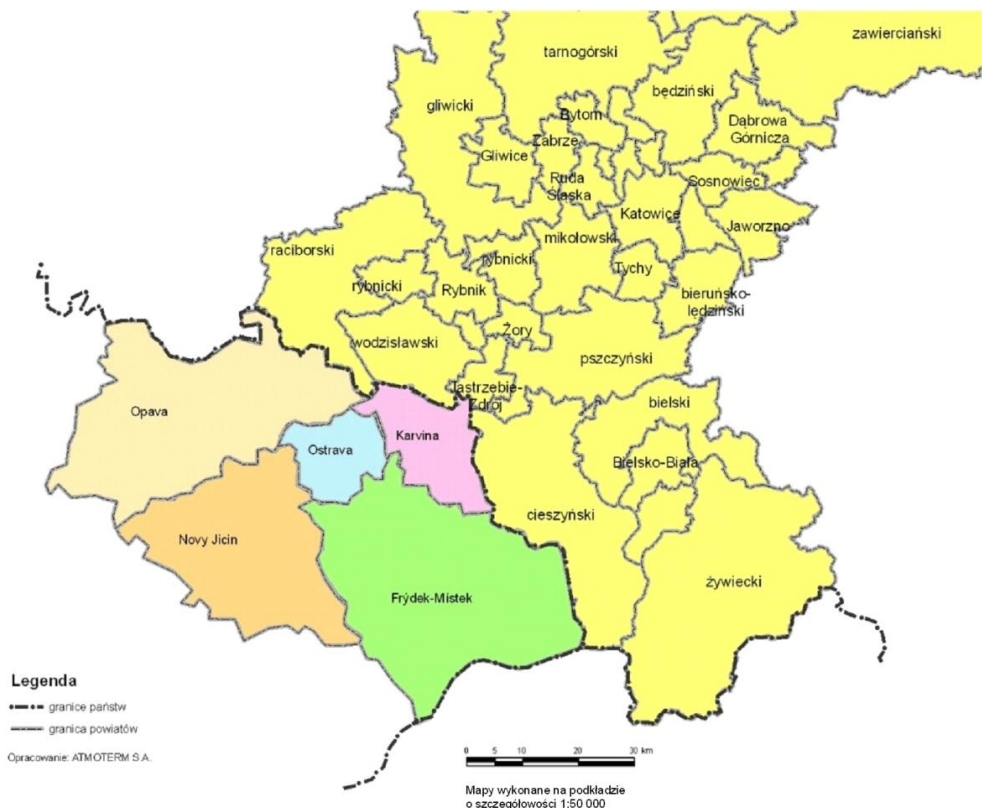 zawierciański
tarnogórski
będziński
gliwicki
Bytom
Dąbrowa
Górnicza
Zabrze
Gliwice
Ruda
Śląska
Sosnowiec
Katowice
Jaworzno
mikołowski
raciborski
rybnicki
Tychy
rybnicki
Rybnik
bieruńsko-
lędziński
Żory
wodzisławski
pszczyński
Jastrzębie-
Zdrój
bielski
Opava
Karvina
Ostrava
Bielsko-Biała
cieszyński
Novy Jicin
żywiecki
Frýdek-Mistek
Legenda
granice państw
granica powiatów
Opracowanie: ATMOTERM S.A.
0 5 10 20 30 km
Mapy wykonane na podkładzie
o szczegółowości 1:50 000